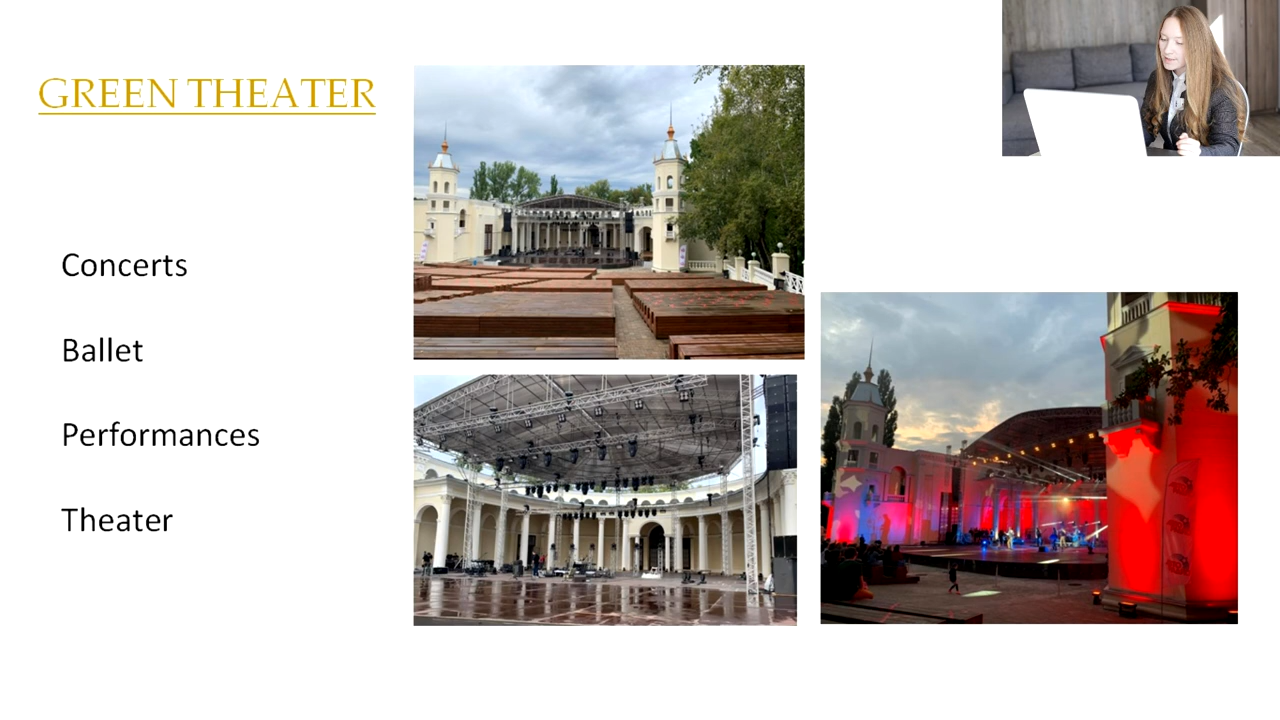 GREEN THEATER
Concerts
Ballet
Performances
Theater